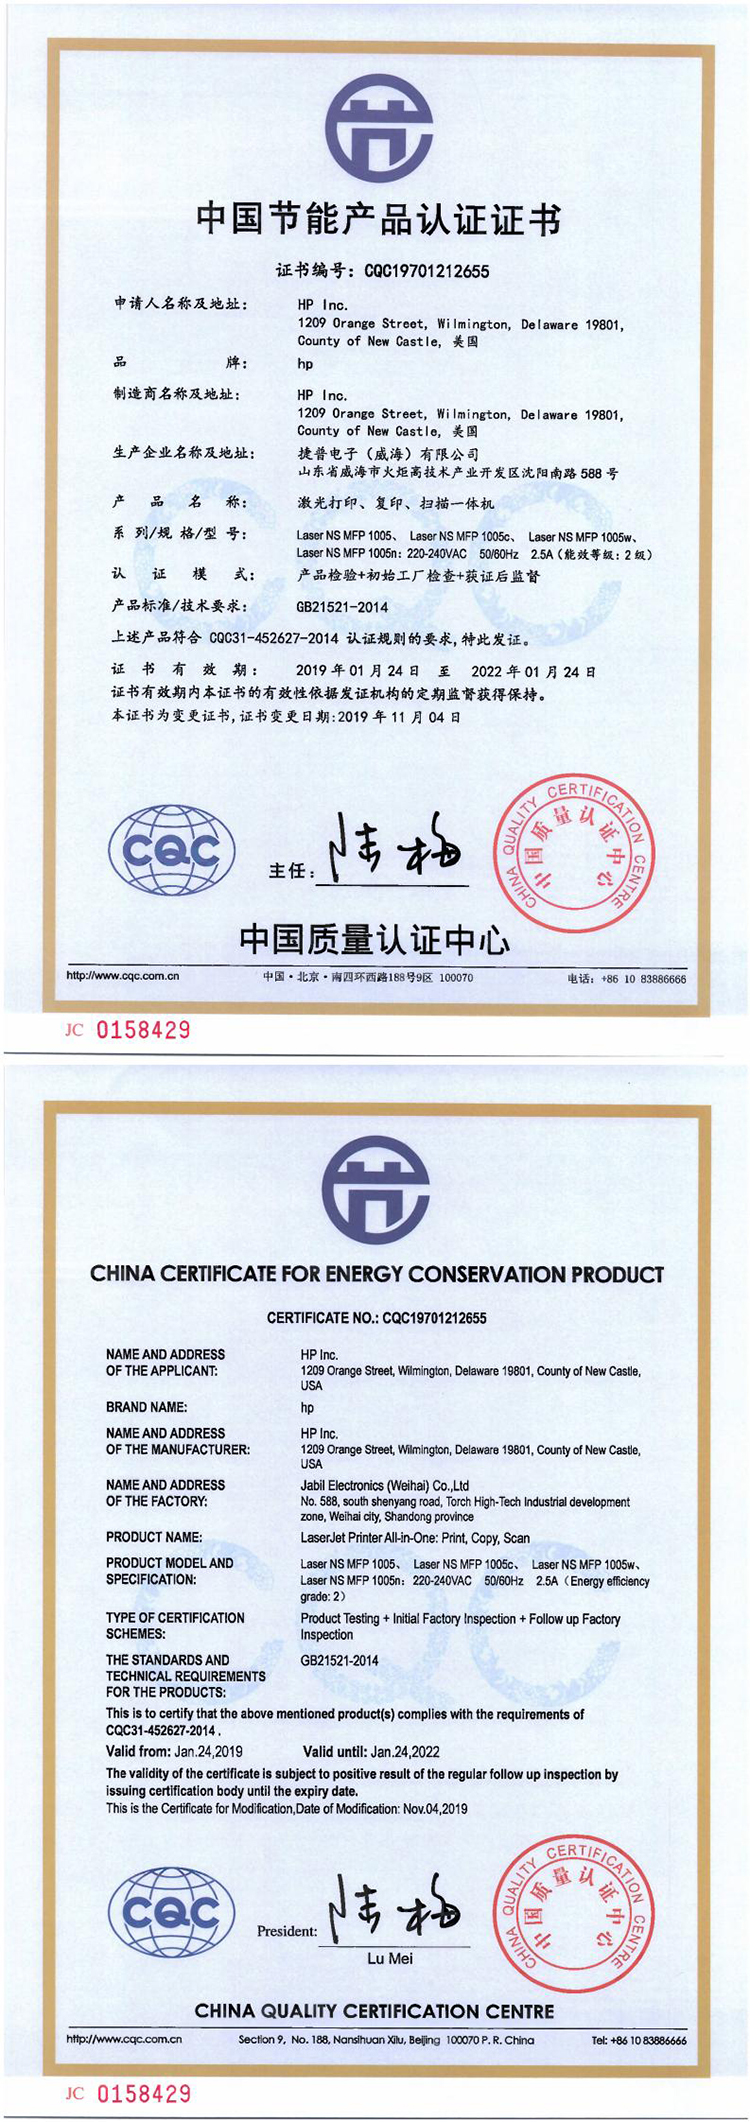 中国节能产品认证证书
证书编号: CQC19701212655
申请人名称及地址: HP Inc.
1209 Orange Street, Wilmington, Delaware 19801,
County of New Castle, 美国
品牌: hp
制造商名称及地址: HP Inc.
1209 Orange Street, Wilmington, Delaware 19801,
County of New Castle, 美国
生产企业名称及地址: 捷普电子（威海）有限公司
山东省威海市火炬高技术产业开发区沈阳南路 588 号
产品名称: 激光打印、复印、扫描一体机
系列/规格/型号: Laser NS MFP 1005、 Laser NS MFP 1005c、 Laser NS MFP 1005w、
Laser NS MFP 1005n: 220-240VAC 50/60Hz 2.5A（能效等级: 2 级）
认证模式: 产品检验+初始工厂检查+获证后监督
产品标准/技术要求: GB21521-2014
上述产品符合 CQC31-452627-2014 认证规则的要求,特此发证。
证书有效期: 2019 年 01 月 24 日 至 2022 年 01 月 24 日
证书有效期内本证书的有效性依据发证机构的定期监督获得保持。
本证书为变更证书,证书变更日期:2019 年 11 月 04 日
CQC
主任: 陆梅
CHINA QUALITY CERTIFICATION CENTRE
中国质量认证中心
中国质量认证中心
http://www.cqc.com.cn 中国·北京·南四环西路188号9区 100070 电话: +86 10 83886666
JC 0158429
CHINA CERTIFICATE FOR ENERGY CONSERVATION PRODUCT
CERTIFICATE NO.: CQC19701212655
NAME AND ADDRESS HP Inc.
OF THE APPLICANT: 1209 Orange Street, Wilmington, Delaware 19801, County of New Castle,
USA
BRAND NAME: hp
NAME AND ADDRESS HP Inc.
OF THE MANUFACTURER: 1209 Orange Street, Wilmington, Delaware 19801, County of New Castle,
USA
NAME AND ADDRESS Jabil Electronics (Weihai) Co.,Ltd
OF THE FACTORY: No. 588, south shenyang road, Torch High-Tech Industrial development
zone, Weihai city, Shandong province
PRODUCT NAME: LaserJet Printer All-in-One: Print, Copy, Scan
PRODUCT MODEL AND Laser NS MFP 1005、 Laser NS MFP 1005c、 Laser NS MFP 1005w、
SPECIFICATION: Laser NS MFP 1005n: 220-240VAC 50/60Hz 2.5A（Energy efficiency
grade: 2）
TYPE OF CERTIFICATION Product Testing + Initial Factory Inspection + Follow up Factory
SCHEMES: Inspection
THE STANDARDS AND GB21521-2014
TECHNICAL REQUIREMENTS
FOR THE PRODUCTS:
This is to certify that the above mentioned product(s) complies with the requirements of
CQC31-452627-2014 .
Valid from: Jan.24,2019 Valid until: Jan.24,2022
The validity of the certificate is subject to positive result of the regular follow up inspection by
issuing certification body until the expiry date.
This is the Certificate for Modification,Date of Modification: Nov.04,2019
CQC
President: 陆梅
Lu Mei
CHINA QUALITY CERTIFICATION CENTRE
中国质量认证中心
CHINA QUALITY CERTIFICATION CENTRE
http://www.cqc.com.cn Section 9, No. 188, Nansihuan Xilu, Beijing 100070 P. R. China Tel: +86 10 83886666
JC 0158429